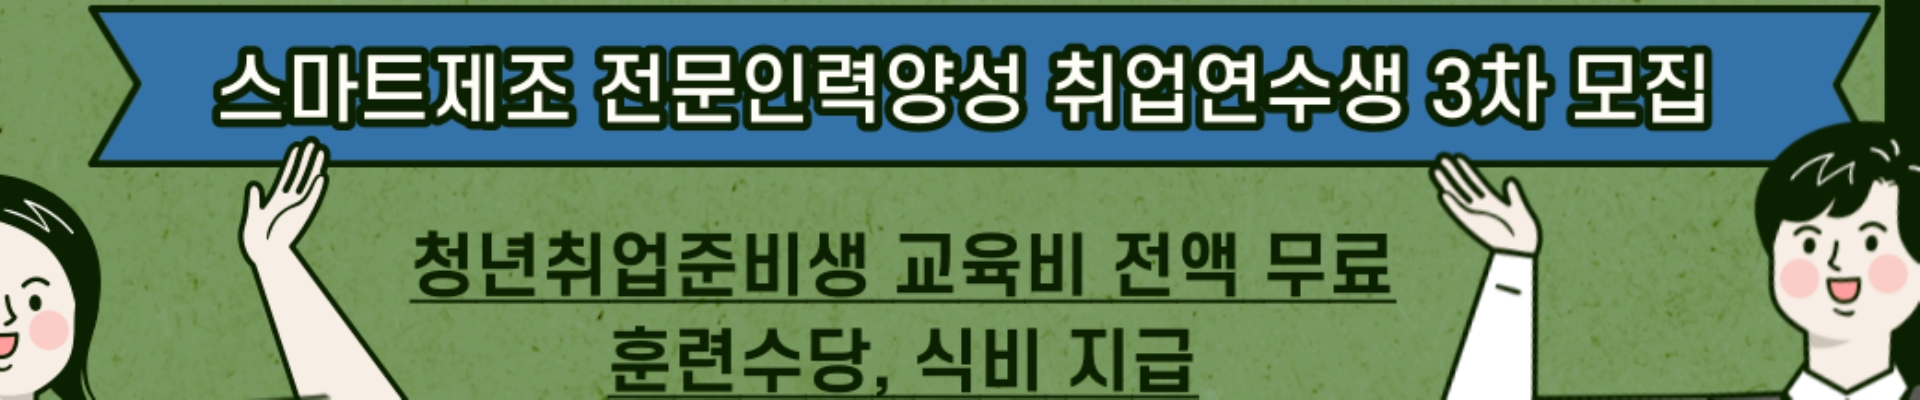 스마트제조 전문인력양성 취업연수생 3차 모집
청년취업준비생 교육비 전액 무료
훈련수당, 식비 지급